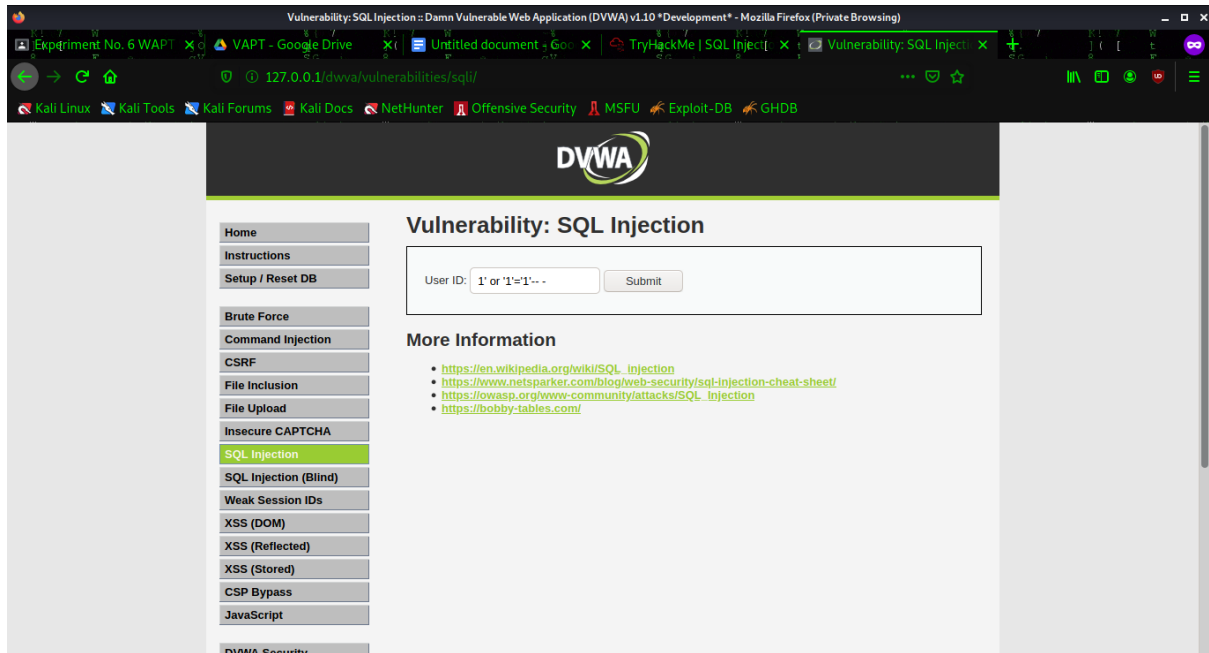 Vulnerability: SQL Injection :: Damn Vulnerable Web Application (DVWA) v1.10 *Development* - Mozilla Firefox (Private Browsing)
Experiment No. 6 WAPT
VAPT - Google Drive
Untitled document - Goo
TryHackMe | SQL Injecti
Vulnerability: SQL Injecti
127.0.0.1/dwva/vulnerabilities/sqli/
Kali Linux
Kali Tools
Kali Forums
Kali Docs
NetHunter
Offensive Security
MSFU
Exploit-DB
GHDB
DVWA
Vulnerability: SQL Injection
Home
Instructions
Setup / Reset DB
User ID: 1' or '1'='1'-- - Submit
Brute Force
Command Injection
CSRF
File Inclusion
File Upload
Insecure CAPTCHA
SQL Injection
SQL Injection (Blind)
Weak Session IDs
XSS (DOM)
XSS (Reflected)
XSS (Stored)
CSP Bypass
JavaScript
DVWA Security
More Information
https://en.wikipedia.org/wiki/SQL_injection
https://www.netsparker.com/blog/web-security/sql-injection-cheat-sheet/
https://owasp.org/www-community/attacks/SQL_Injection
https://bobby-tables.com/